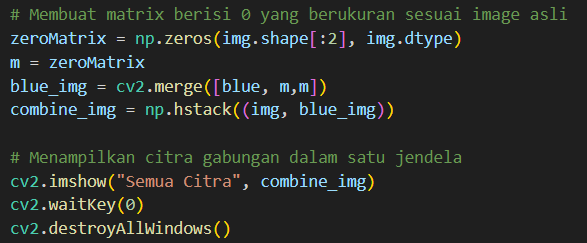 # Membuat matrix berisi 0 yang berukuran sesuai image asli
zeroMatrix = np.zeros(img.shape[:2], img.dtype)
m = zeroMatrix
blue_img = cv2.merge([blue, m,m])
combine_img = np.hstack((img, blue_img))
# Menampilkan citra gabungan dalam satu jendela
cv2.imshow("Semua Citra", combine_img)
cv2.waitKey(0)
cv2.destroyAllWindows()